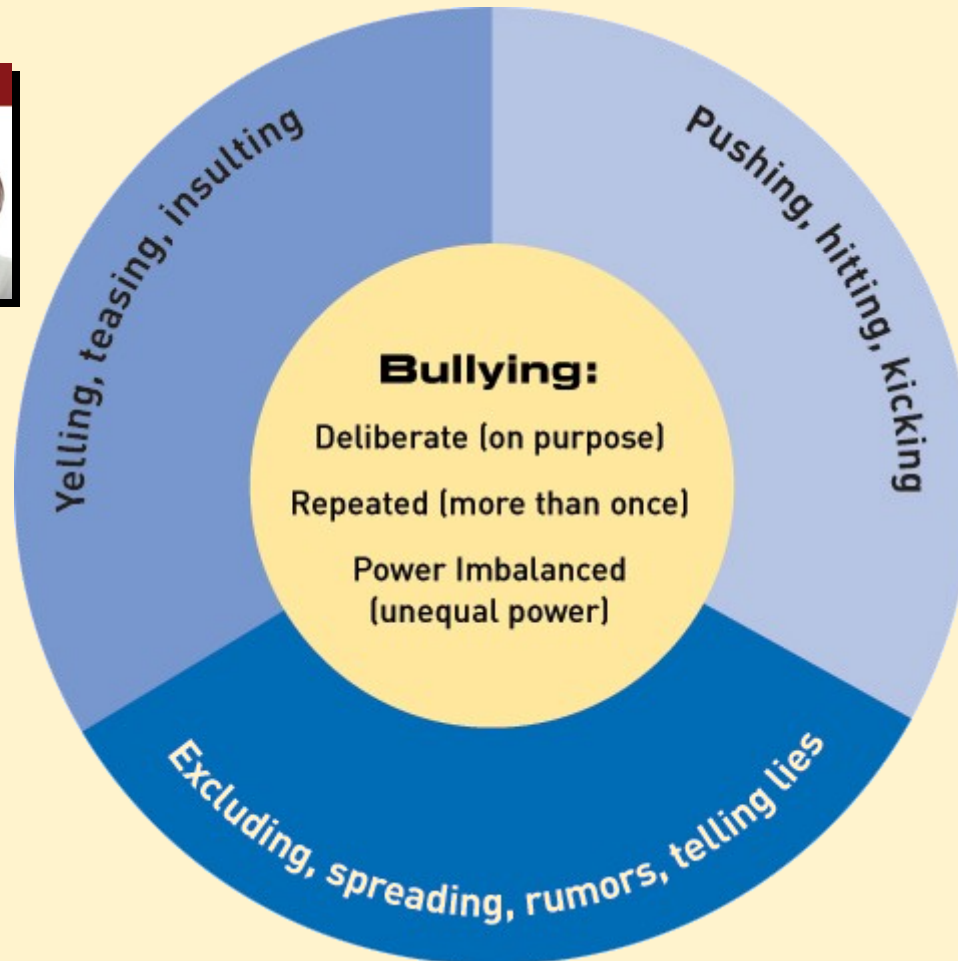 Yelling, teasing, insulting
Pushing, hitting, kicking
Bullying:
Deliberate (on purpose)
Repeated (more than once)
Power Imbalanced
(unequal power)
Excluding, spreading, rumors, telling lies